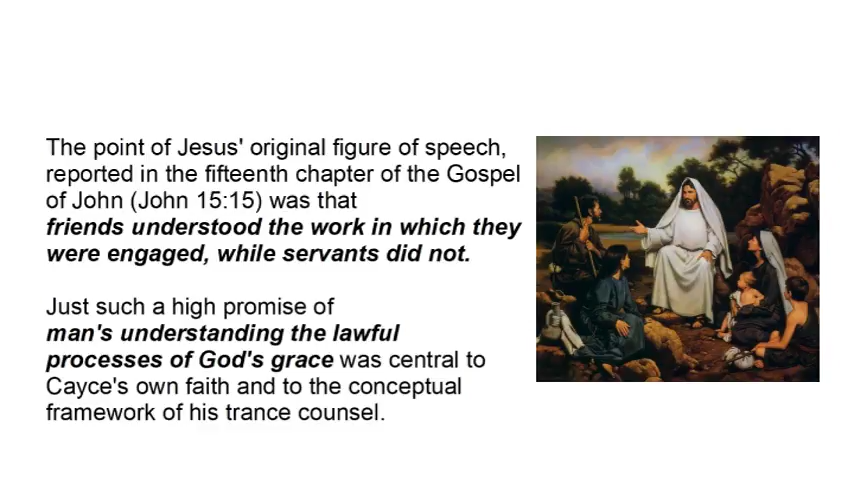 The point of Jesus' original figure of speech,
reported in the fifteenth chapter of the Gospel
of John (John 15:15) was that
friends understood the work in which they
were engaged, while servants did not.
Just such a high promise of
man's understanding the lawful
processes of God's grace was central to
Cayce's own faith and to the conceptual
framework of his trance counsel.